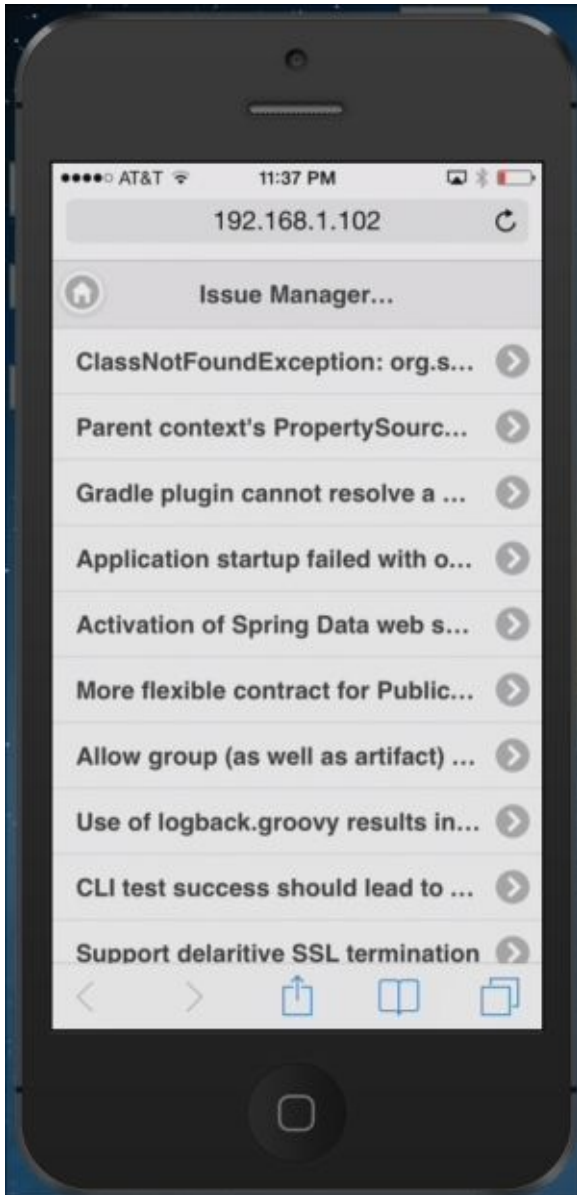 AT&T 11:37 PM
192.168.1.102
Issue Manager...
ClassNotFoundException: org.s...
Parent context's PropertySourc...
Gradle plugin cannot resolve a ...
Application startup failed with o...
Activation of Spring Data web s...
More flexible contract for Public...
Allow group (as well as artifact) ...
Use of logback.groovy results in...
CLI test success should lead to ...
Support delaritive SSL termination